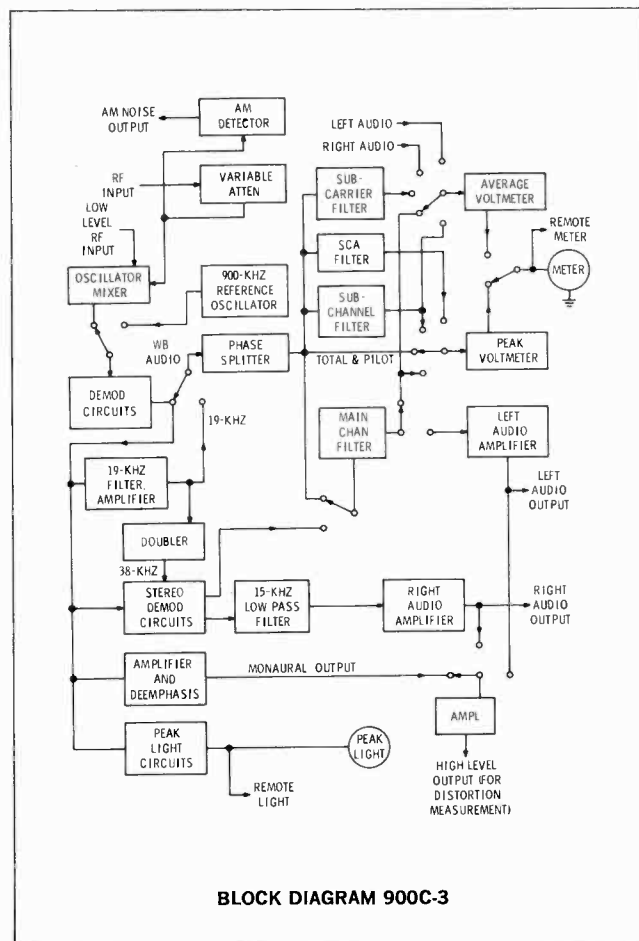 AM NOISE
OUTPUT
AM
DETECTOR
LEFT AUDIO
RIGHT AUDIO
RF
INPUT
VARIABLE
ATTEN
SUB-
CARRIER
FILTER
AVERAGE
VOLTMETER
LOW
LEVEL
RF
INPUT
REMOTE
METER
SCA
FILTER
METER
OSCILLATOR
MIXER
900-KHZ
REFERENCE
OSCILLATOR
SUB-
CHANNEL
FILTER
WB
AUDIO
PHASE
SPLITTER
TOTAL & PILOT
PEAK
VOLTMETER
DEMOD
CIRCUITS
19-KHZ
MAIN
CHAN
FILTER
LEFT
AUDIO
AMPLIFIER
19-KHZ
FILTER,
AMPLIFIER
LEFT
AUDIO OUTPUT
DOUBLER
38-KHZ
STEREO
DEMOD
CIRCUITS
15-KHZ
LOW PASS
FILTER
RIGHT
AUDIO
AMPLIFIER
RIGHT
AUDIO
OUTPUT
AMPLIFIER
AND
DEEMPHASIS
MONAURAL OUTPUT
AMPL
PEAK
LIGHT
CIRCUITS
PEAK
LIGHT
REMOTE
LIGHT
HIGH LEVEL
OUTPUT (FOR
DISTORTION
MEASUREMENT)
BLOCK DIAGRAM 900C-3